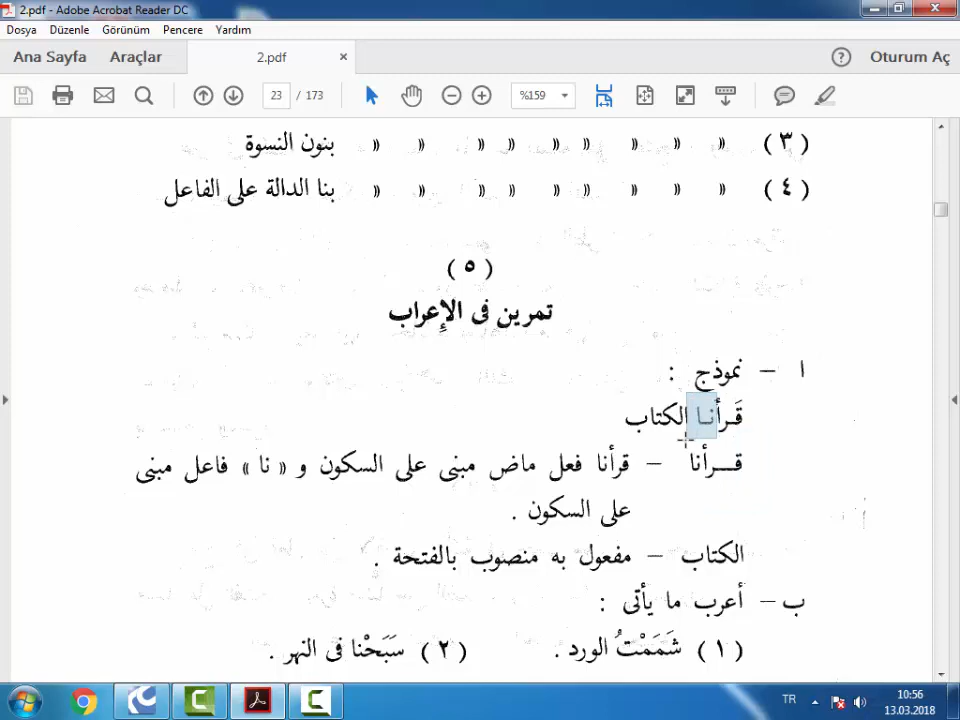 2.pdf - Adobe Acrobat Reader DC
Dosya Düzenle Görünüm Pencere Yardım
Ana Sayfa Araçlar 2.pdf × ? Oturum Aç
23 / 173 %159
( ٣ ) » » » » » » » » » بنون النسوة
( ٤ ) » » » » » » » » » بنا الدالة على الفاعل
( ٥ )
تمرين فى الإعراب
ا – نموذج :
قَرأنا الكتاب
قـرأنا – قرأنا فعل ماض مبنى على السكون و « نا » فاعل مبنى
على السكون .
الكتاب – مفعول به منصوب بالفتحة .
ب – أعرب ما يأتى :
( ١ ) شَمَمْتُ الورد . ( ٢ ) سَبَحْنا فى النهر .
TR 10:56
13.03.2018